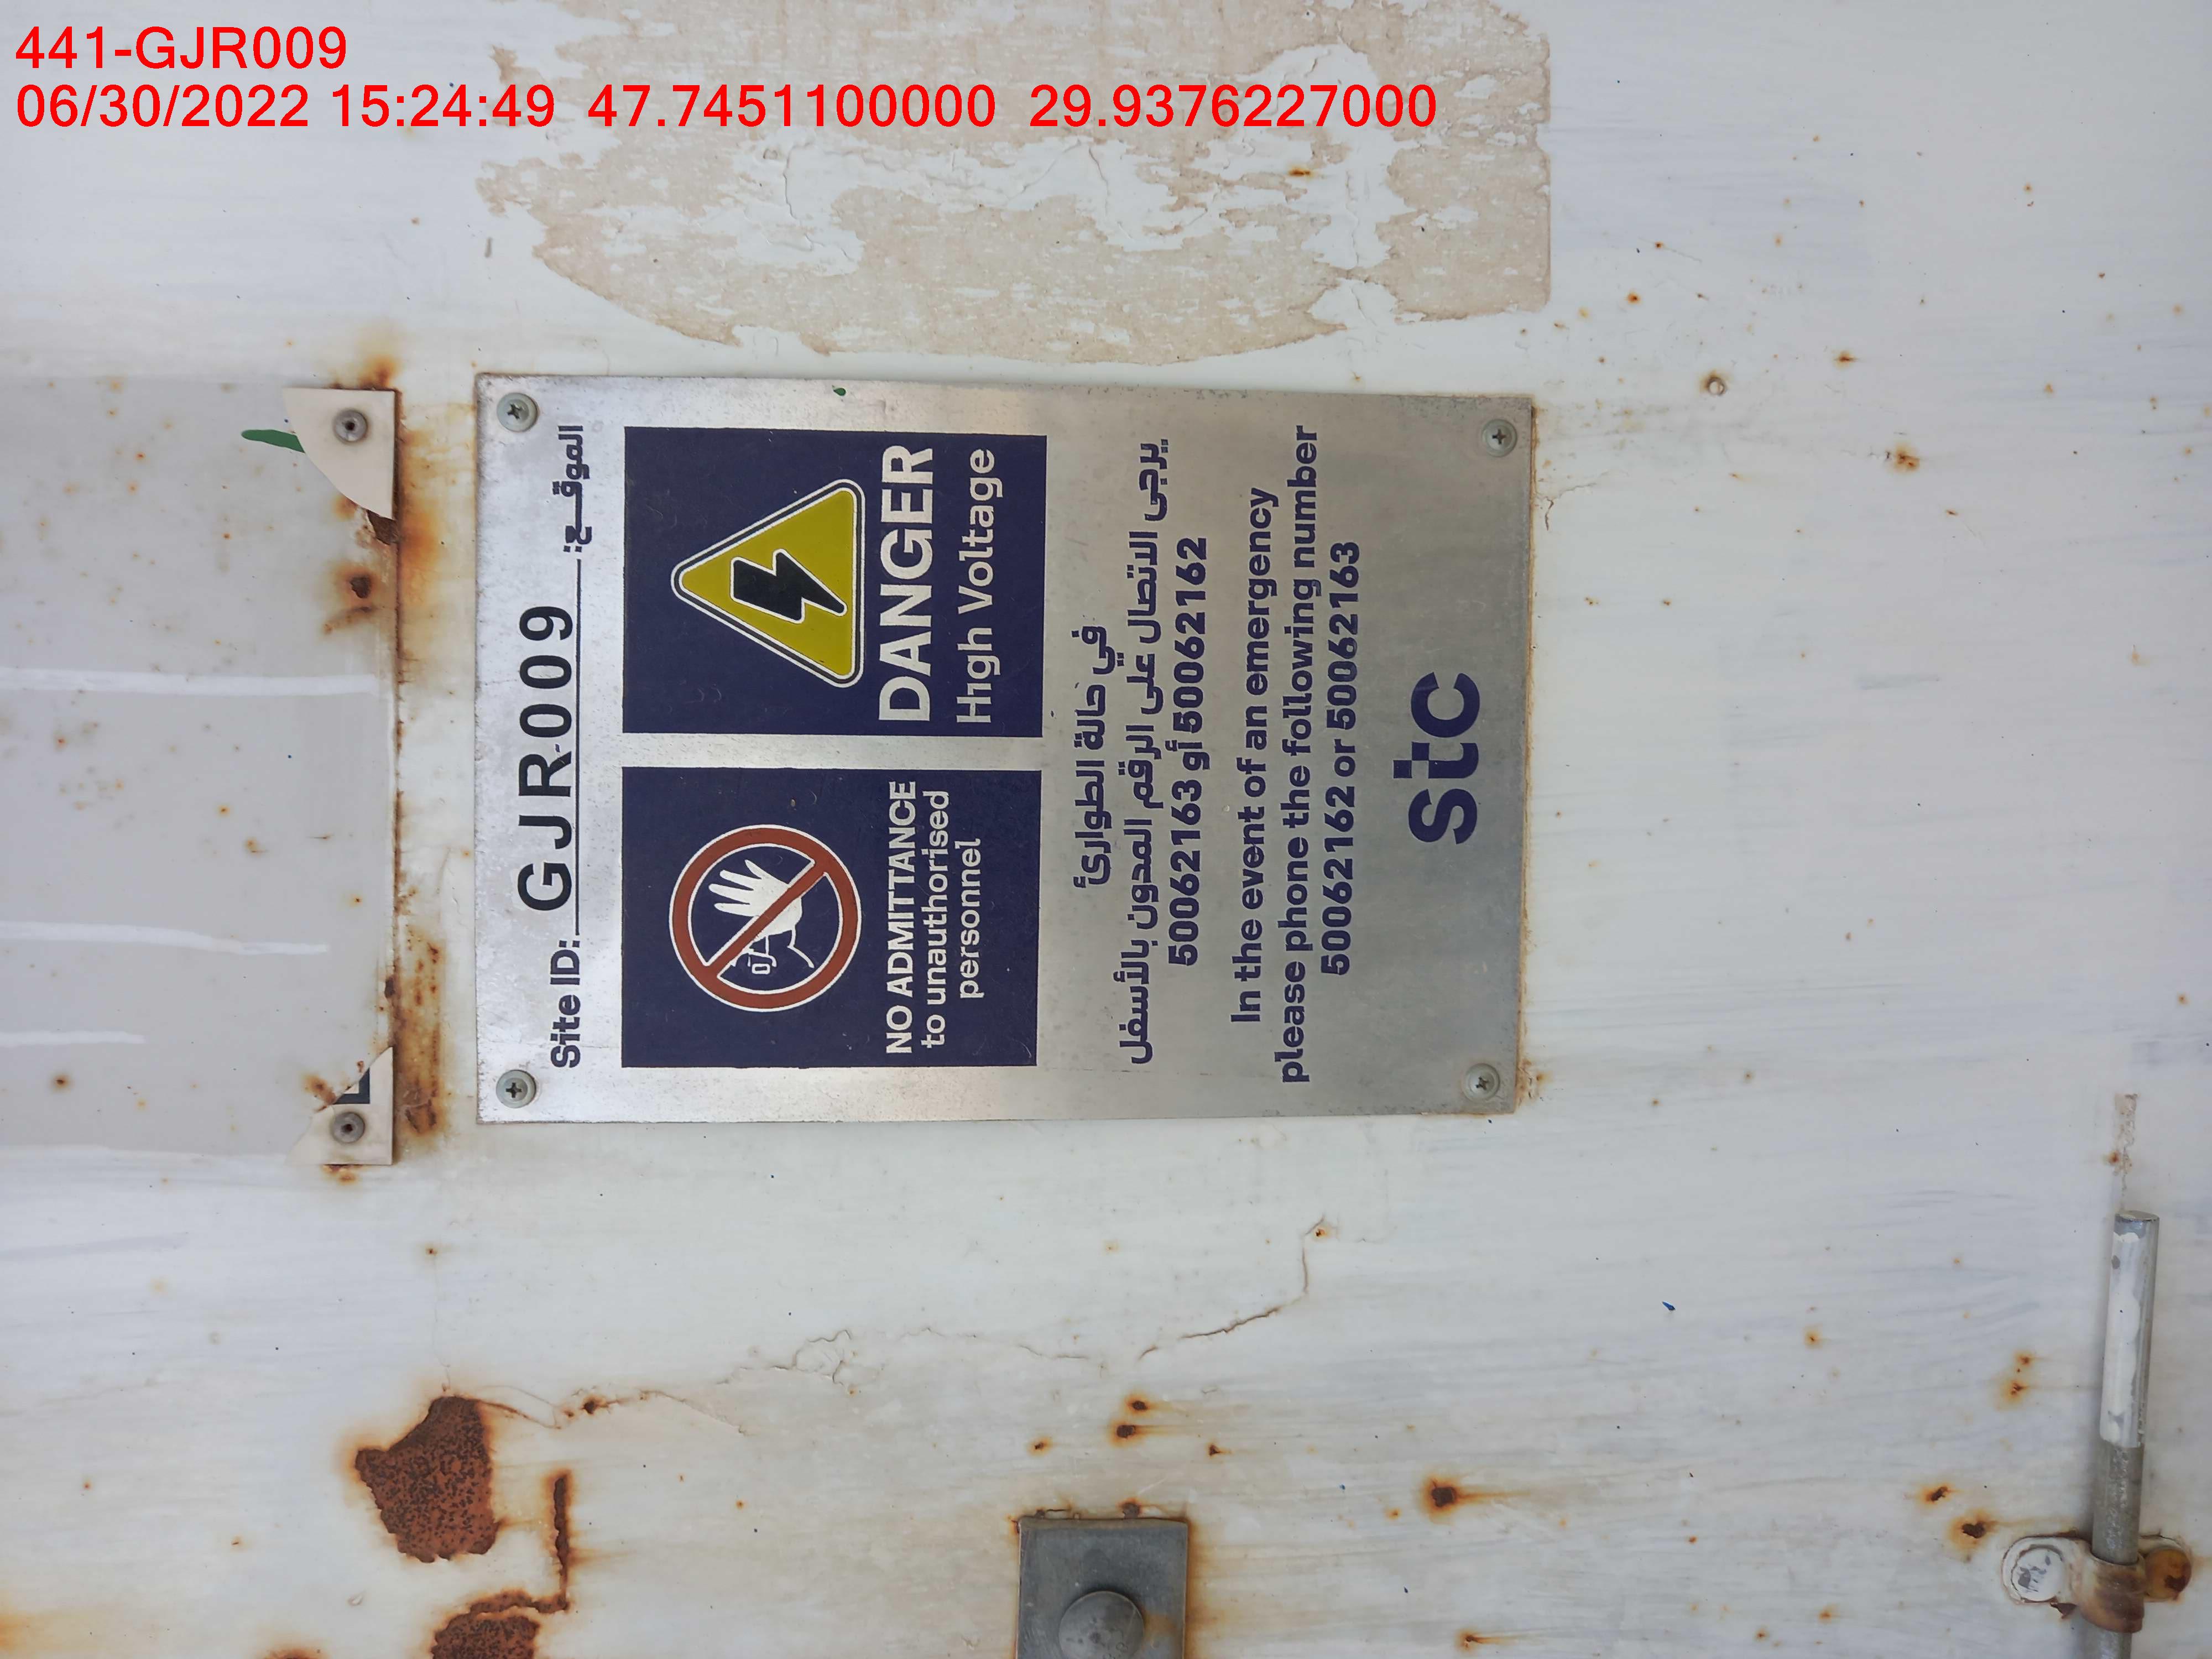 441-GJR009
06/30/2022 15:24:49 47.7451100000 29.9376227000
Site ID: GJR009 الموقـــع:
NO ADMITTANCE
to unauthorised
personnel
DANGER
High Voltage
في حالة الطوارئ
يرجى الاتصال على الرقم المدون بالأسفل
50062163 أو 50062162
In the event of an emergency
please phone the following number
50062162 or 50062163
stc